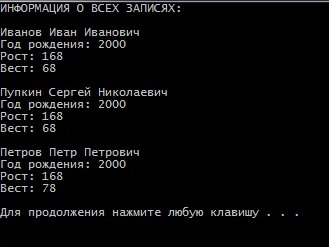 ИНФОРМАЦИЯ О ВСЕХ ЗАПИСЯХ:
Иванов Иван Иванович
Год рождения: 2000
Рост: 168
Вест: 68
Пупкин Сергей Николаевич
Год рождения: 2000
Рост: 168
Вест: 68
Петров Петр Петрович
Год рождения: 2000
Рост: 168
Вест: 78
Для продолжения нажмите любую клавишу . . .